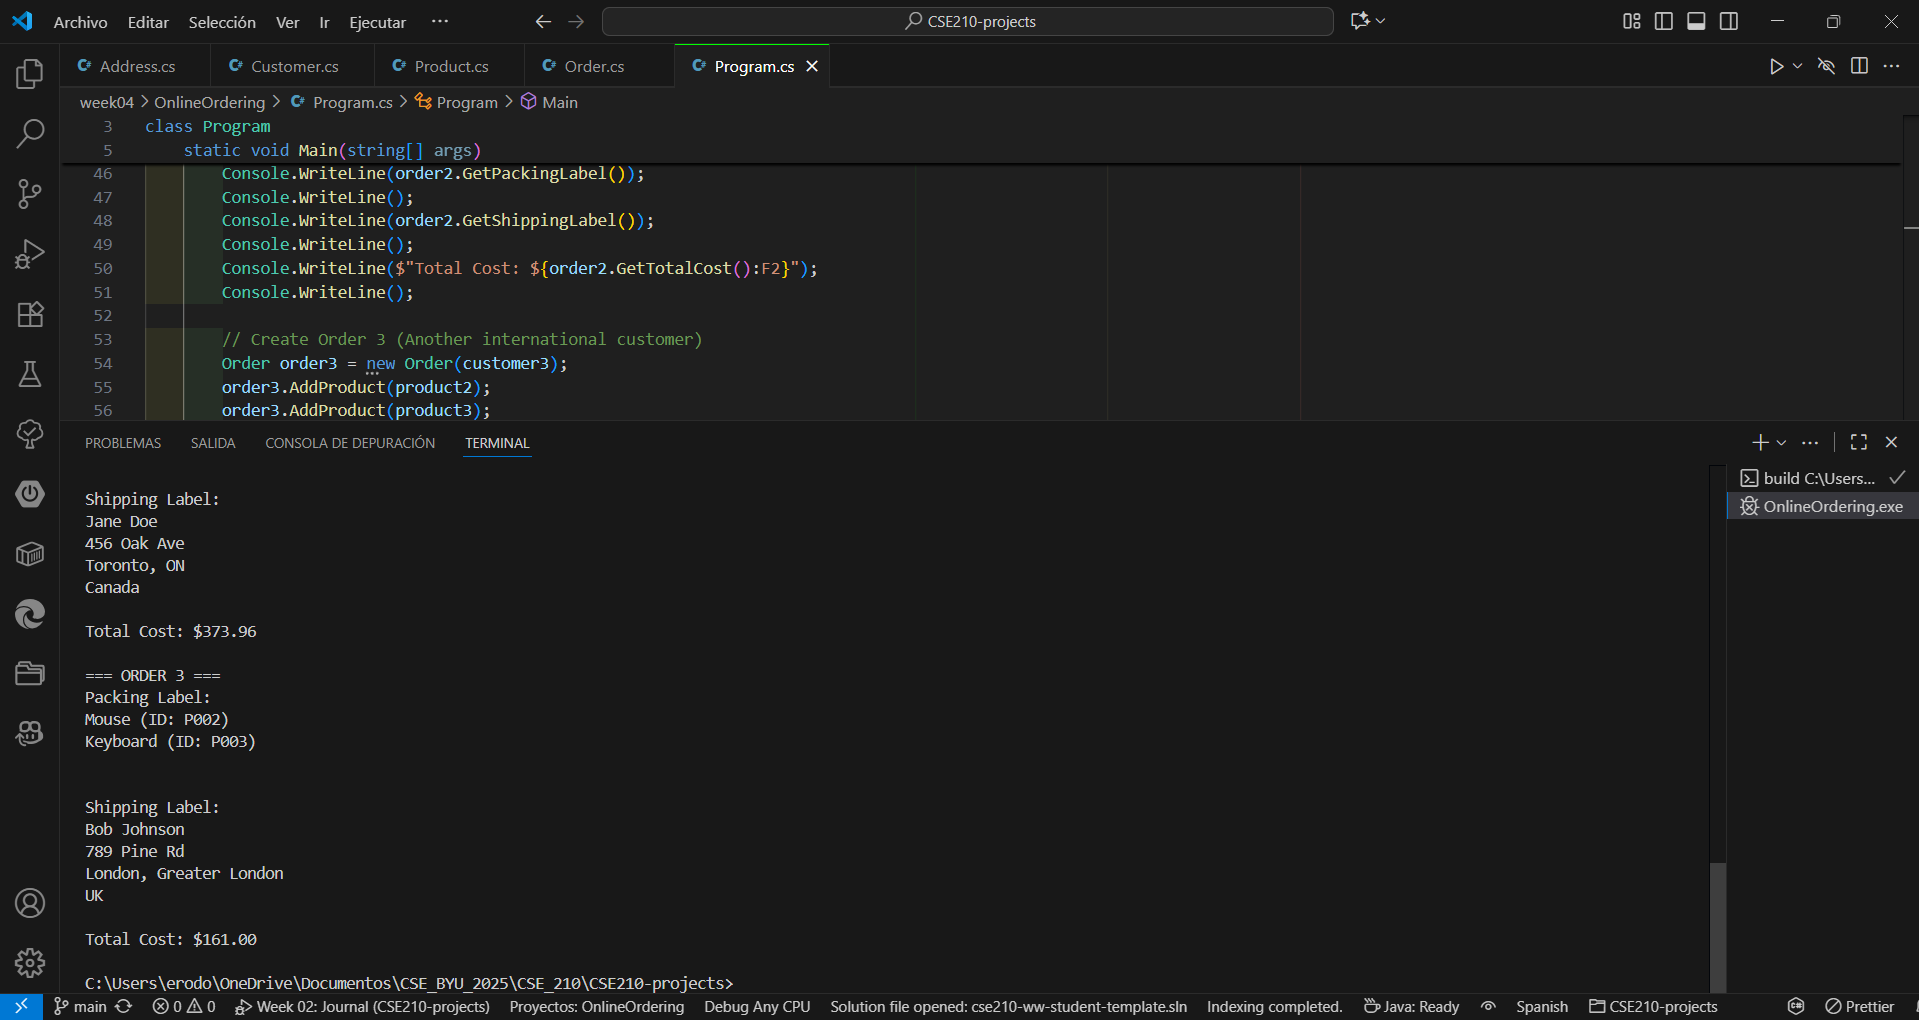 Archivo Editar Selección Ver Ir Ejecutar ··· CSE210-projects
Address.cs Customer.cs Product.cs Order.cs Program.cs
week04 > OnlineOrdering > Program.cs > Program > Main
3 class Program
5 static void Main(string[] args)
46 Console.WriteLine(order2.GetPackingLabel());
47 Console.WriteLine();
48 Console.WriteLine(order2.GetShippingLabel());
49 Console.WriteLine();
50 Console.WriteLine($"Total Cost: ${order2.GetTotalCost():F2}");
51 Console.WriteLine();
52
53 // Create Order 3 (Another international customer)
54 Order order3 = new Order(customer3);
55 order3.AddProduct(product2);
56 order3.AddProduct(product3);
PROBLEMAS SALIDA CONSOLA DE DEPURACIÓN TERMINAL
build C:\Users...
OnlineOrdering.exe
Shipping Label:
Jane Doe
456 Oak Ave
Toronto, ON
Canada
Total Cost: $373.96
=== ORDER 3 ===
Packing Label:
Mouse (ID: P002)
Keyboard (ID: P003)
Shipping Label:
Bob Johnson
789 Pine Rd
London, Greater London
UK
Total Cost: $161.00
C:\Users\erodo\OneDrive\Documentos\CSE_BYU_2025\CSE_210\CSE210-projects>
main 0 0 Week 02: Journal (CSE210-projects) Proyectos: OnlineOrdering Debug Any CPU Solution file opened: cse210-ww-student-template.sln Indexing completed. Java: Ready Spanish CSE210-projects Prettier